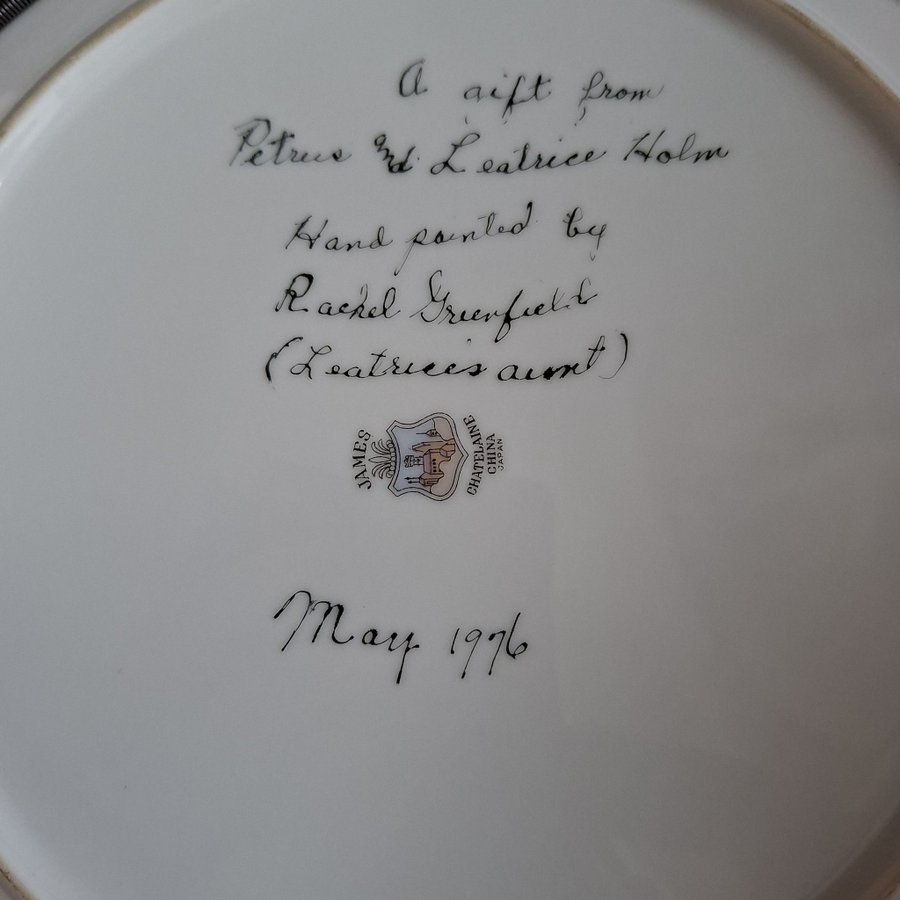 A gift from
Petrus and Leatrice Holm
Hand painted by
Rachel Greenfield
(Leatrice's aunt)
JAMES
CHATELAINE
CHINA
JAPAN
May 1976